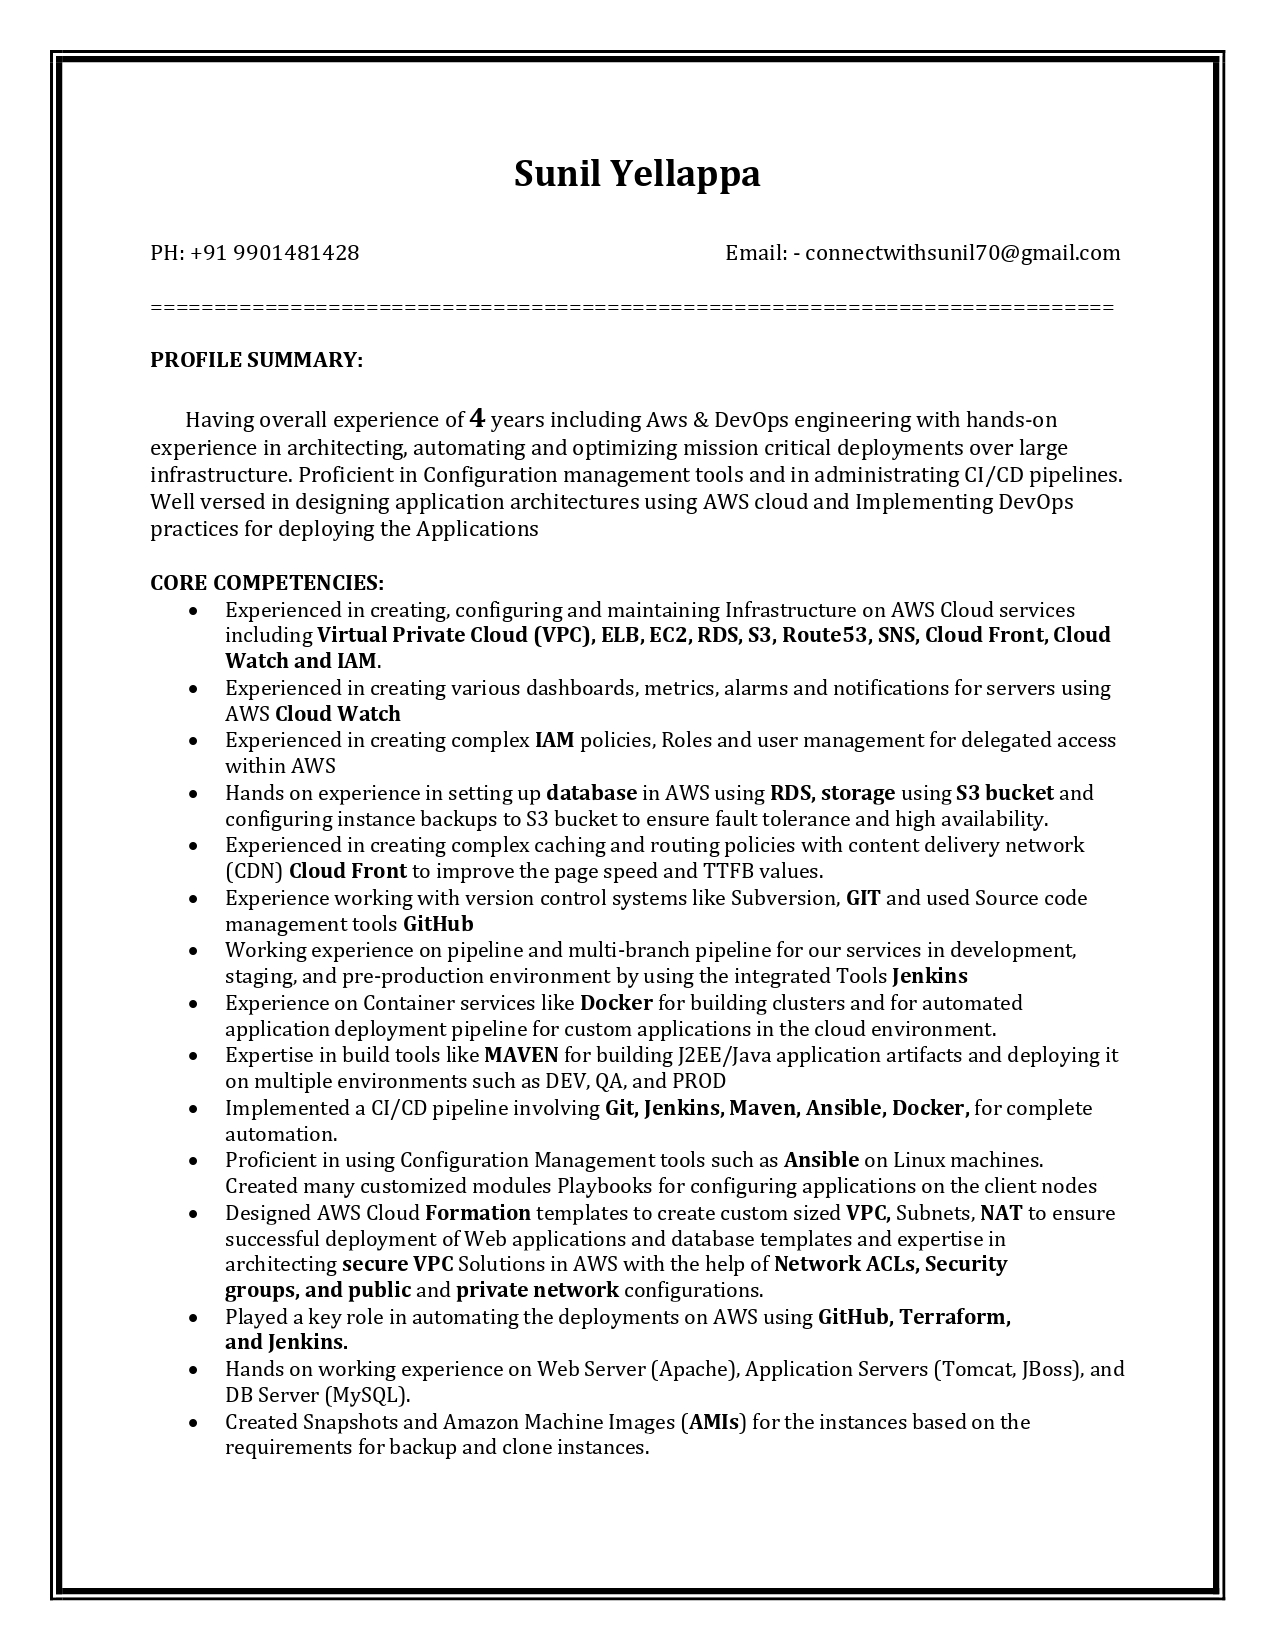 Sunil Yellappa
PH: +91 9901481428 Email: - connectwithsunil70@gmail.com
===========================================================================
PROFILE SUMMARY:
Having overall experience of 4 years including Aws & DevOps engineering with hands-on
experience in architecting, automating and optimizing mission critical deployments over large
infrastructure. Proficient in Configuration management tools and in administrating CI/CD pipelines.
Well versed in designing application architectures using AWS cloud and Implementing DevOps
practices for deploying the Applications
CORE COMPETENCIES:
• Experienced in creating, configuring and maintaining Infrastructure on AWS Cloud services
including Virtual Private Cloud (VPC), ELB, EC2, RDS, S3, Route53, SNS, Cloud Front, Cloud
Watch and IAM.
• Experienced in creating various dashboards, metrics, alarms and notifications for servers using
AWS Cloud Watch
• Experienced in creating complex IAM policies, Roles and user management for delegated access
within AWS
• Hands on experience in setting up database in AWS using RDS, storage using S3 bucket and
configuring instance backups to S3 bucket to ensure fault tolerance and high availability.
• Experienced in creating complex caching and routing policies with content delivery network
(CDN) Cloud Front to improve the page speed and TTFB values.
• Experience working with version control systems like Subversion, GIT and used Source code
management tools GitHub
• Working experience on pipeline and multi-branch pipeline for our services in development,
staging, and pre-production environment by using the integrated Tools Jenkins
• Experience on Container services like Docker for building clusters and for automated
application deployment pipeline for custom applications in the cloud environment.
• Expertise in build tools like MAVEN for building J2EE/Java application artifacts and deploying it
on multiple environments such as DEV, QA, and PROD
• Implemented a CI/CD pipeline involving Git, Jenkins, Maven, Ansible, Docker, for complete
automation.
• Proficient in using Configuration Management tools such as Ansible on Linux machines.
Created many customized modules Playbooks for configuring applications on the client nodes
• Designed AWS Cloud Formation templates to create custom sized VPC, Subnets, NAT to ensure
successful deployment of Web applications and database templates and expertise in
architecting secure VPC Solutions in AWS with the help of Network ACLs, Security
groups, and public and private network configurations.
• Played a key role in automating the deployments on AWS using GitHub, Terraform,
and Jenkins.
• Hands on working experience on Web Server (Apache), Application Servers (Tomcat, JBoss), and
DB Server (MySQL).
• Created Snapshots and Amazon Machine Images (AMIs) for the instances based on the
requirements for backup and clone instances.